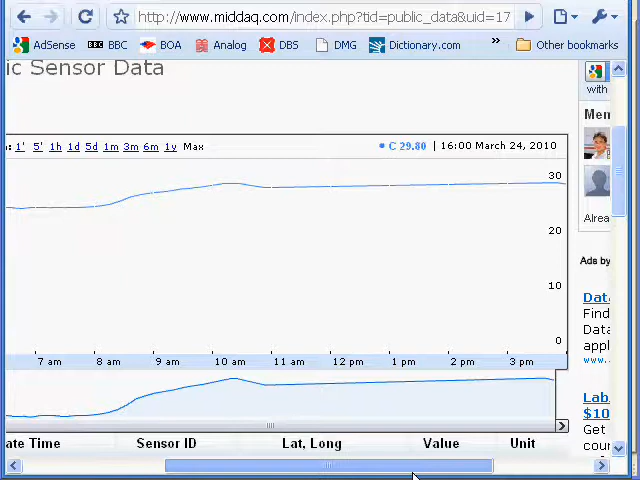 http://www.middaq.com/index.php?tid=public_data&uid=17
AdSense BBC BBC BOA Analog DBS DMG Dictionary.com » Other bookmarks
ic Sensor Data
with
Men
m: 1' 5' 1h 1d 5d 1m 3m 6m 1y Max
C 29.80 | 16:00 March 24, 2010
30
20
10
0
Alrea
Ads by
7 am 8 am 9 am 10 am 11 am 12 pm 1 pm 2 pm 3 pm
Data
Find
Data
appl
www.
Lab
$10
Get
coun
ate Time Sensor ID Lat, Long Value Unit